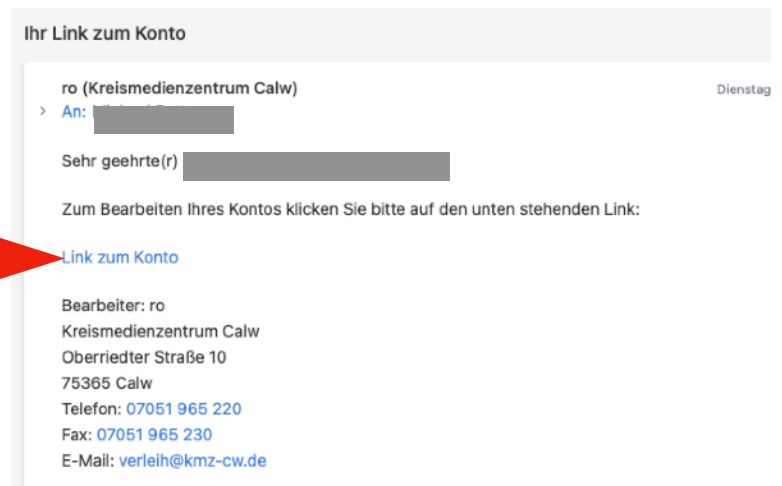 Ihr Link zum Konto
ro (Kreismedienzentrum Calw)
Dienstag
An:
Sehr geehrte(r)
Zum Bearbeiten Ihres Kontos klicken Sie bitte auf den unten stehenden Link:
Link zum Konto
Bearbeiter: ro
Kreismedienzentrum Calw
Oberriedter Straße 10
75365 Calw
Telefon: 07051 965 220
Fax: 07051 965 230
E-Mail: verleih@kmz-cw.de